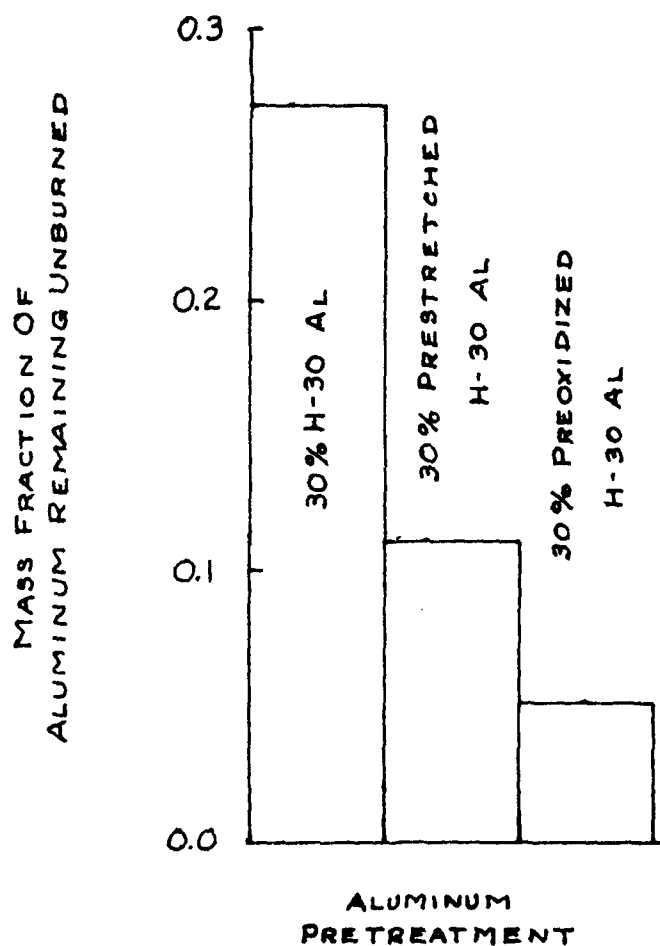 MASS FRACTION OF
ALUMINUM REMAINING UNBURNED
0.3
0.2
0.1
0.0
30% H-30 AL
30% PRESTRETCHED
H-30 AL
30% PREOXIDIZED
H-30 AL
ALUMINUM
PRETREATMENT